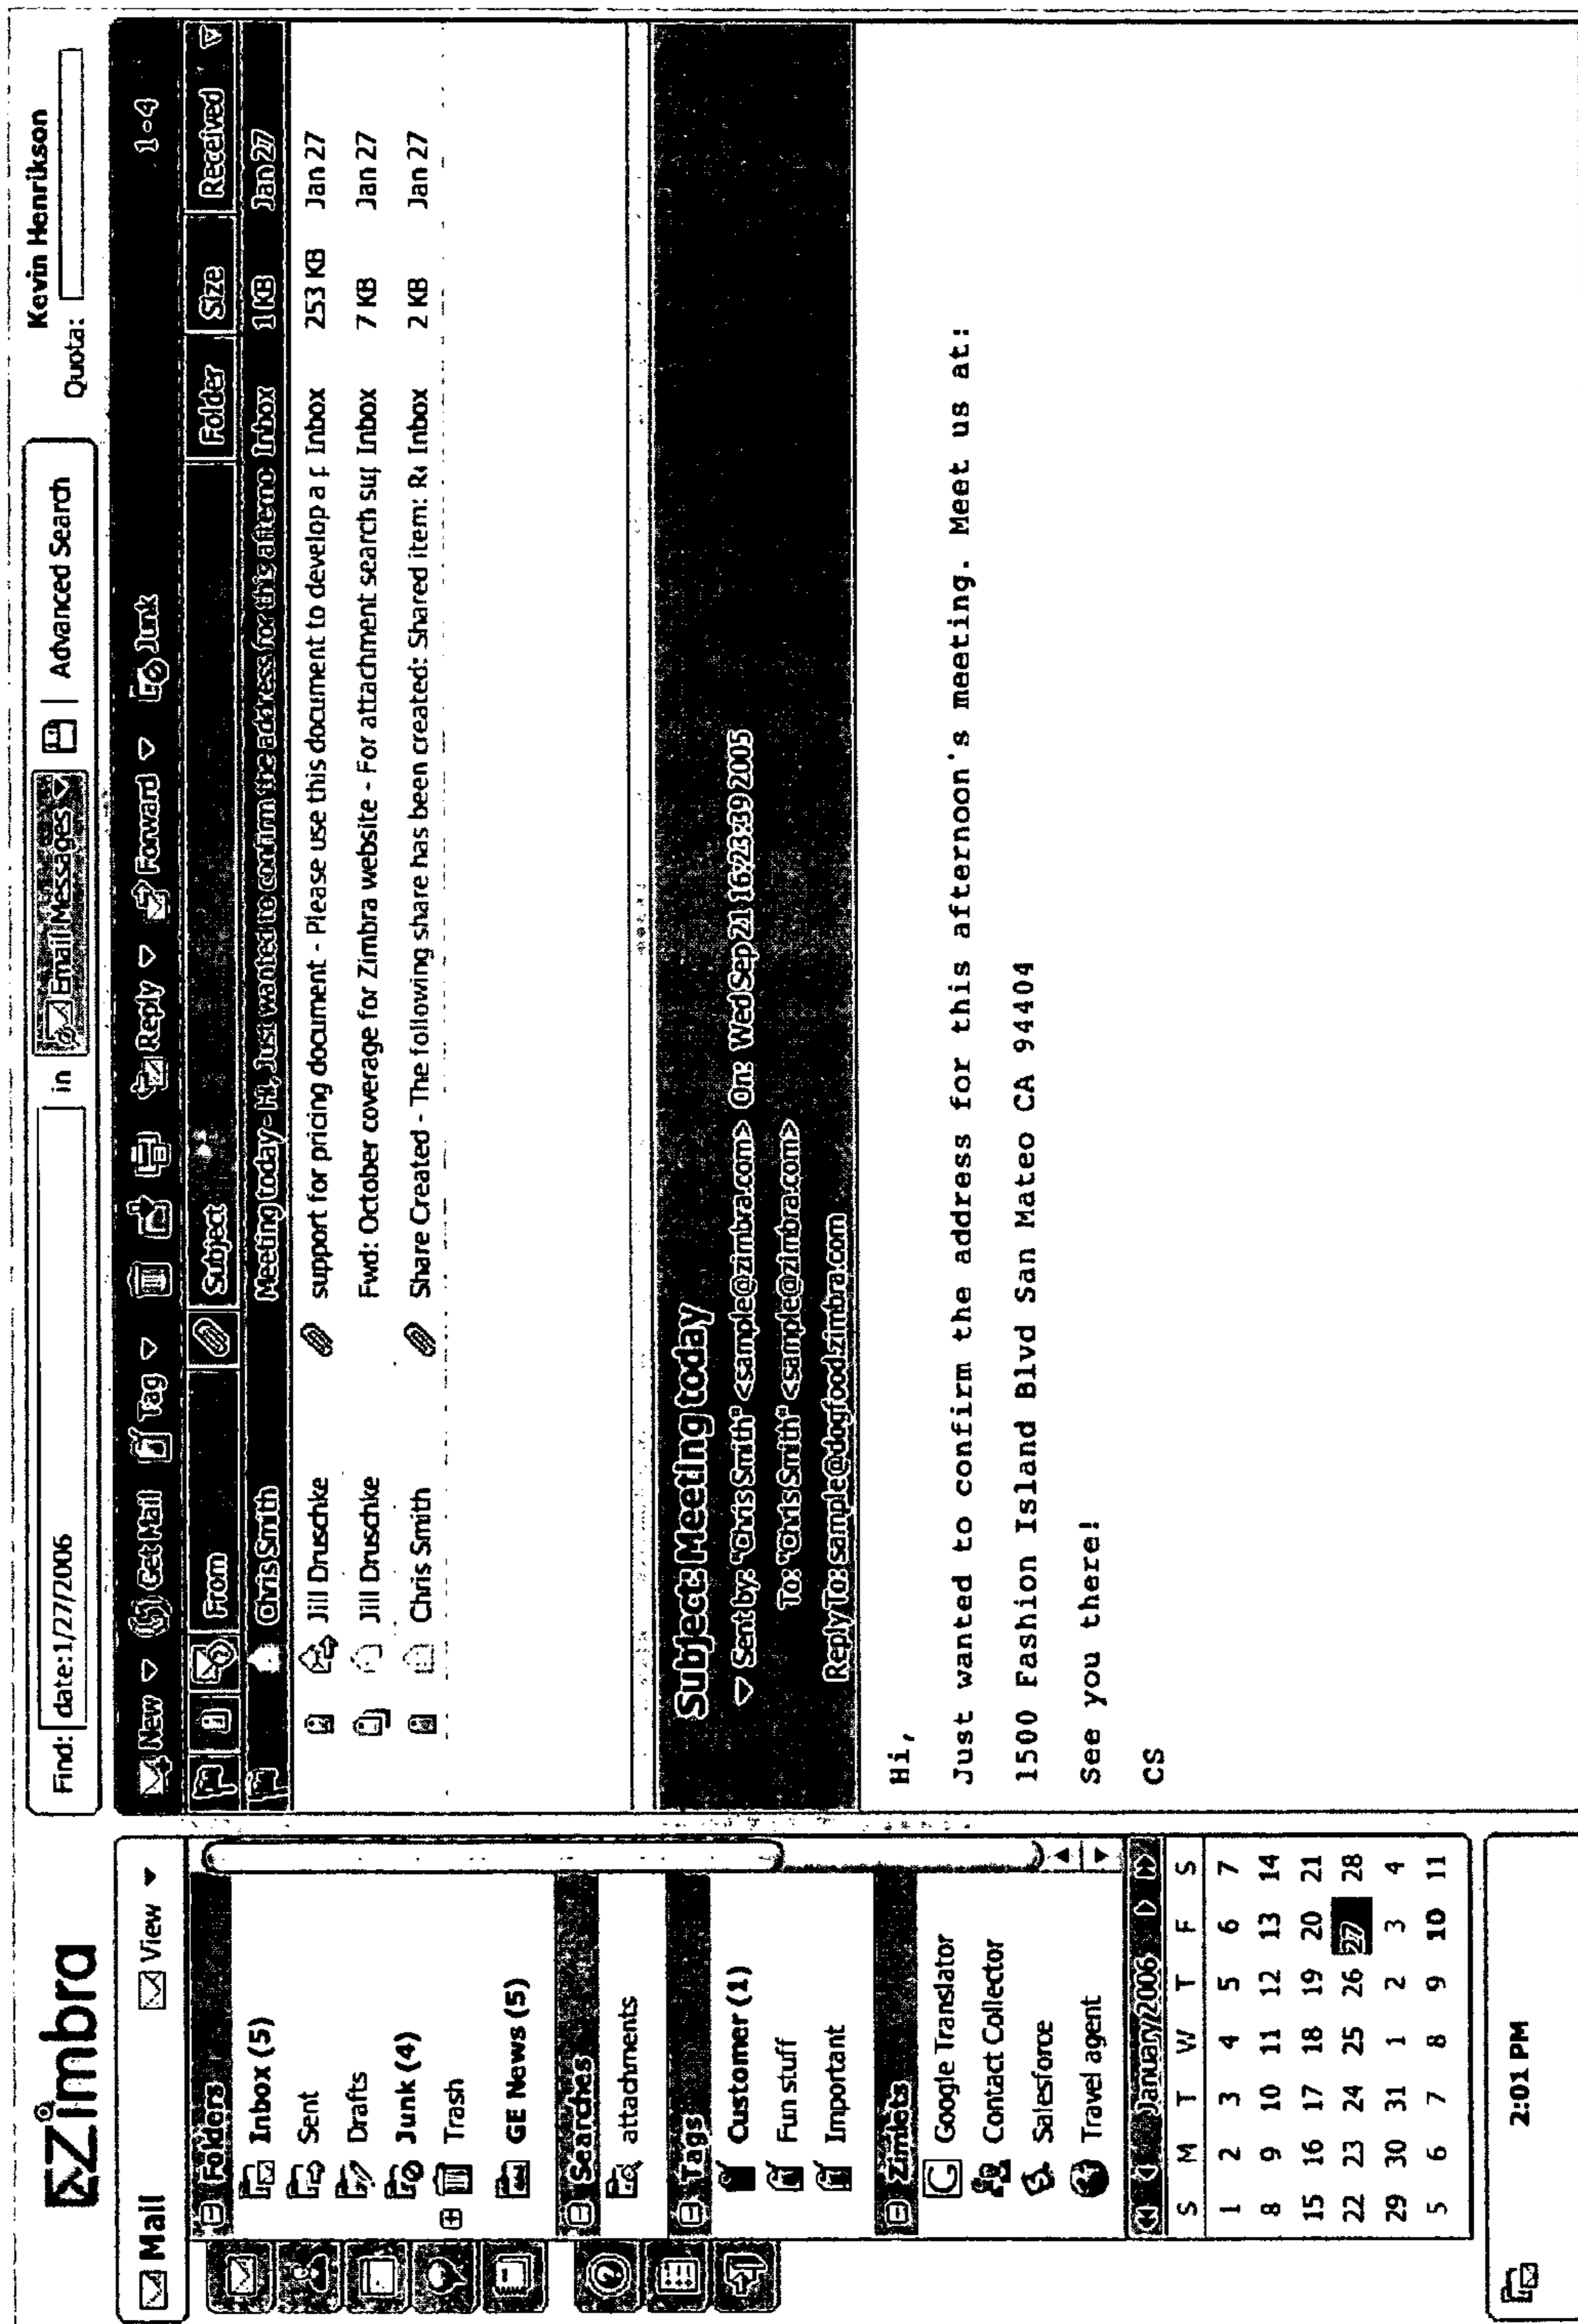 Zimbra
Find: date:1/27/2006 in Email Messages Advanced Search
Kevin Henrikson
Quota:
Mail View
New Get Mail Tag Reply Forward Junk 1-4
Folders
Inbox (5)
Sent
Drafts
Junk (4)
Trash
GE News (5)
Searches
attachments
Tags
Customer (1)
Fun stuff
Important
Zimlets
Google Translator
Contact Collector
Salesforce
Travel agent
January 2006
S M T W T F S
1 2 3 4 5 6 7
8 9 10 11 12 13 14
15 16 17 18 19 20 21
22 23 24 25 26 27 28
29 30 31 1 2 3 4
5 6 7 8 9 10 11
2:01 PM
From Subject Folder Size Received
Chris Smith Meeting today - Hi, Just wanted to confirm the address for this afterno Inbox 1 KB Jan 27
Jill Druschke support for pricing document - Please use this document to develop a p Inbox 253 KB Jan 27
Jill Druschke Fwd: October coverage for Zimbra website - For attachment search sup Inbox 7 KB Jan 27
Chris Smith Share Created - The following share has been created: Shared item: Re Inbox 2 KB Jan 27
Subject: Meeting today
Sent by: "Chris Smith" <sample@zimbra.com> On: Wed Sep 21 16:23:39 2005
To: "Chris Smith" <sample@zimbra.com>
Reply To: sample@dogfood.zimbra.com
Hi,
Just wanted to confirm the address for this afternoon's meeting. Meet us at:
1500 Fashion Island Blvd San Mateo CA 94404
See you there!
CS